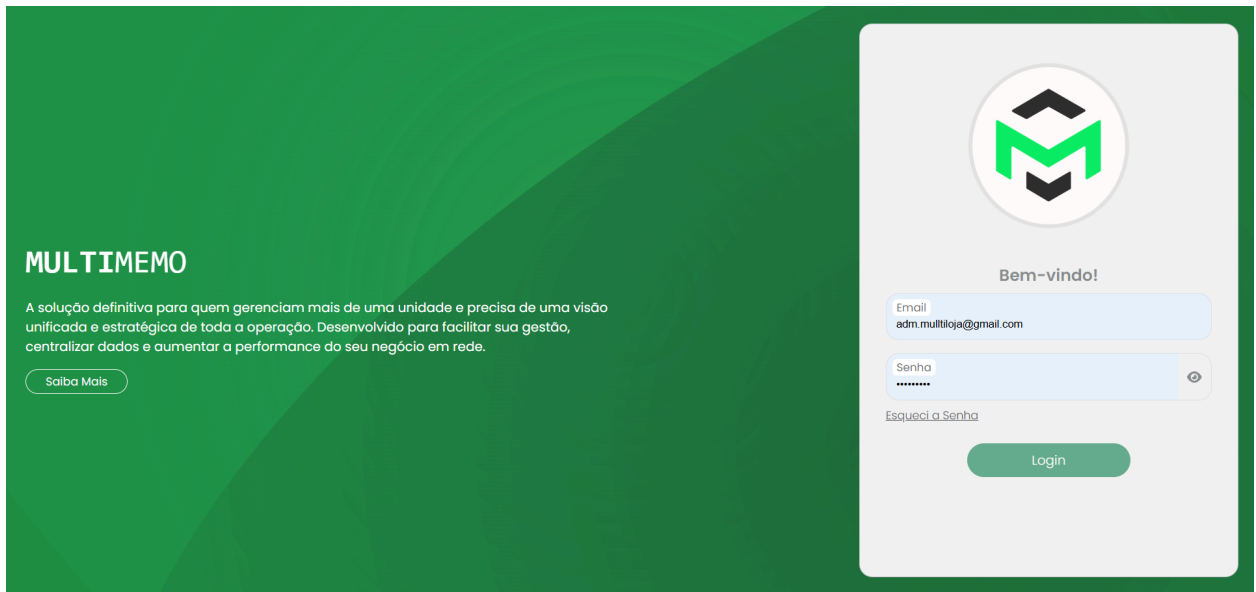 MULTIMEMO
A solução definitiva para quem gerenciam mais de uma unidade e precisa de uma visão
unificada e estratégica de toda a operação. Desenvolvido para facilitar sua gestão,
centralizar dados e aumentar a performance do seu negócio em rede.
Saiba Mais
Bem-vindo!
Email
adm.mulltiloja@gmail.com
Senha
•••••••••
Esqueci a Senha
Login